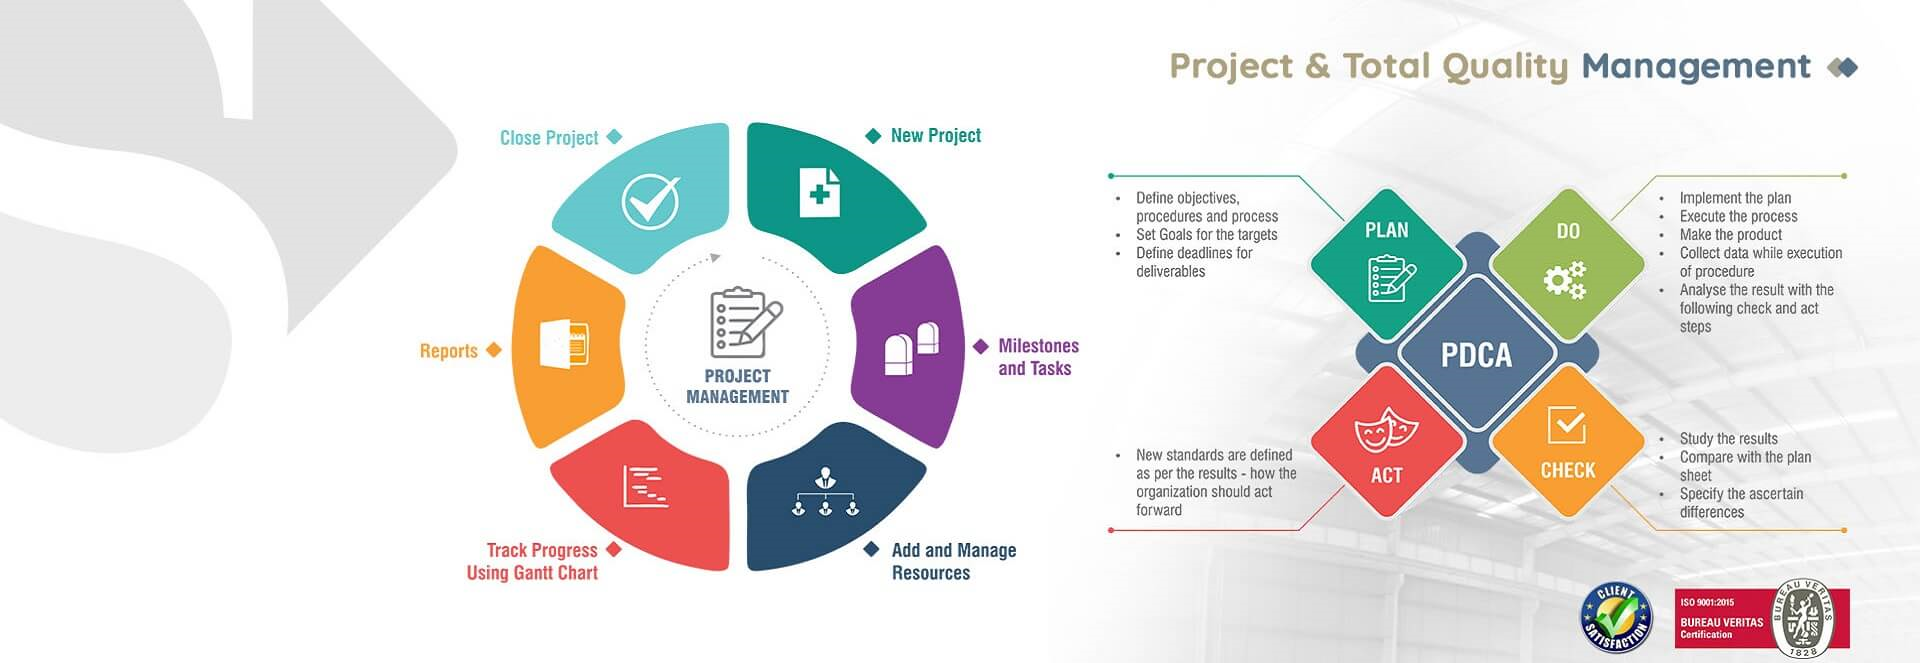 Project & Total Quality Management
Close Project
New Project
Reports
Milestones
and Tasks
PROJECT
MANAGEMENT
Track Progress
Using Gantt Chart
Add and Manage
Resources
• Define objectives,
procedures and process
• Set Goals for the targets
• Define deadlines for
deliverables
PLAN
DO
• Implement the plan
• Execute the process
• Make the product
• Collect data while execution
of procedure
• Analyse the result with the
following check and act
steps
PDCA
• New standards are defined
as per the results - how the
organization should act
forward
ACT
CHECK
• Study the results
• Compare with the plan
sheet
• Specify the ascertain
differences
CLIENT
SATISFACTION
ISO 9001:2015
BUREAU VERITAS
Certification
BUREAU VERITAS
1828